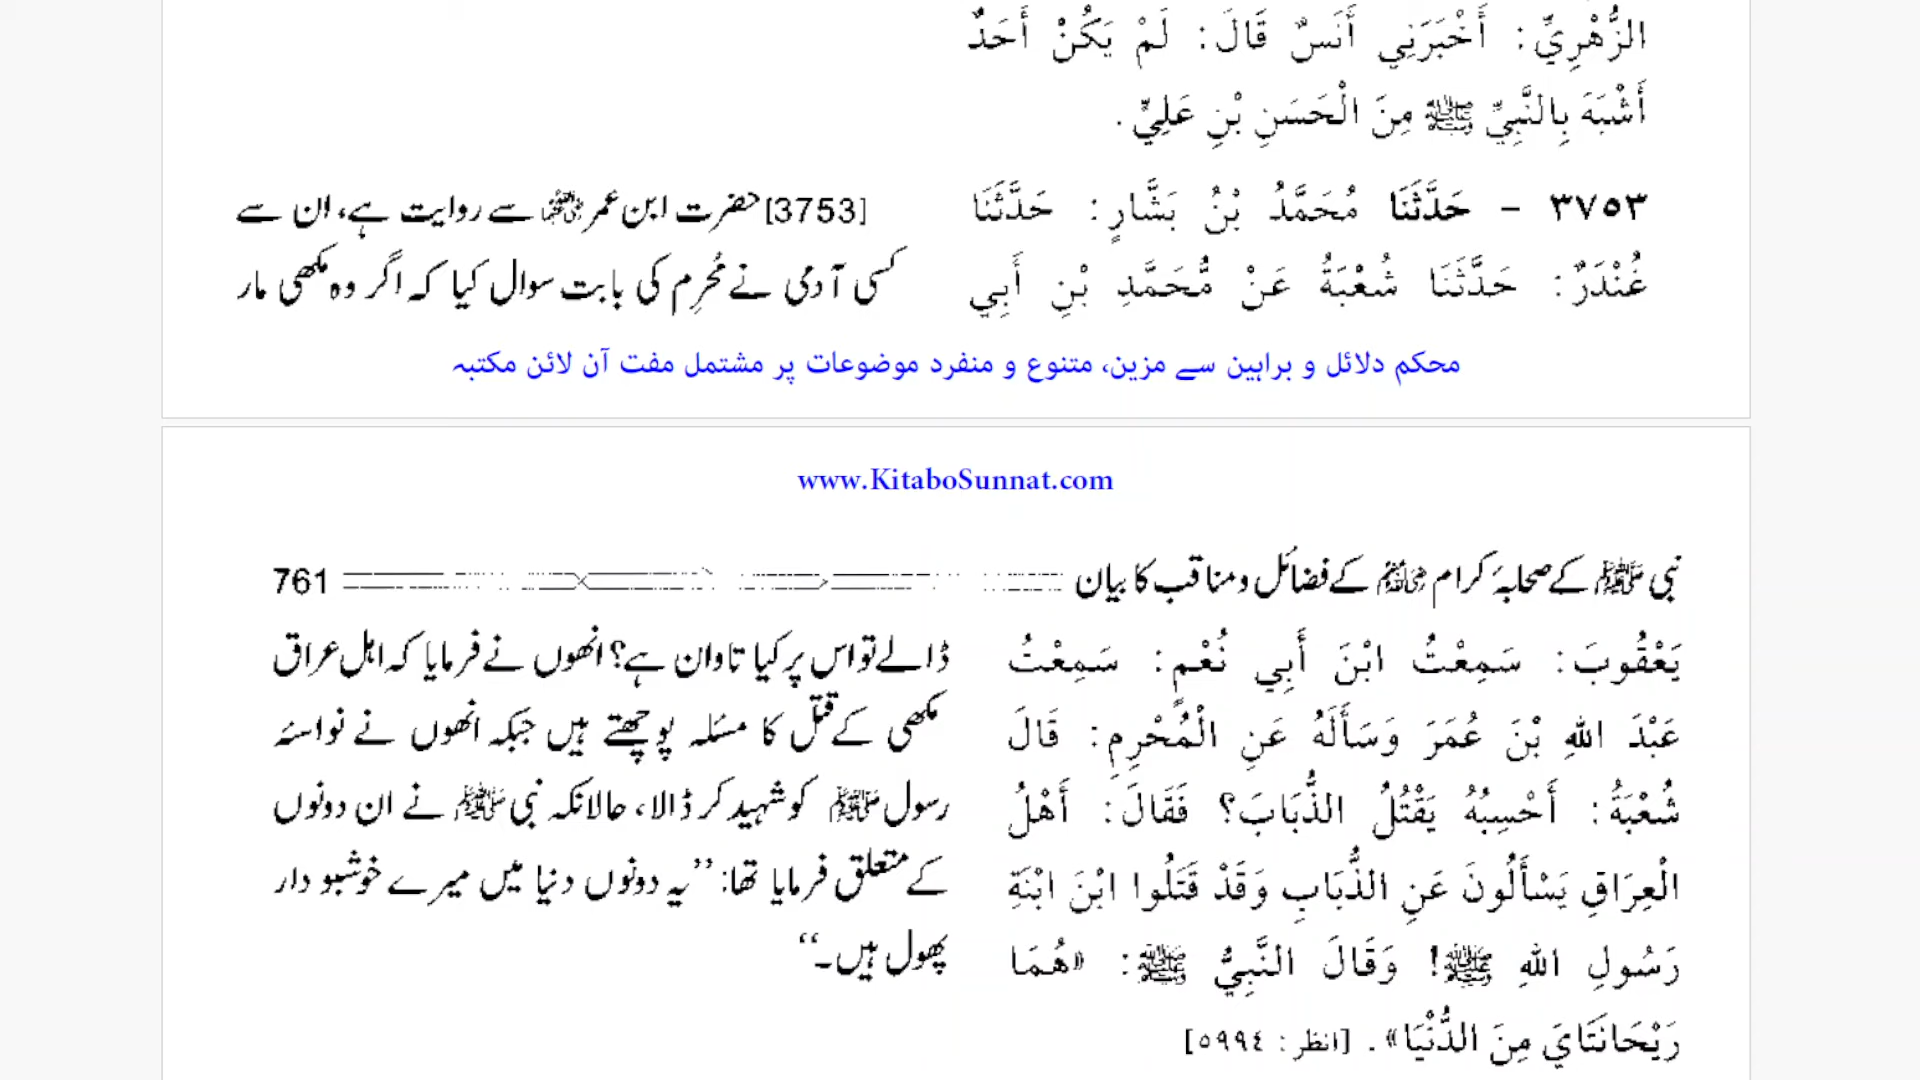 الزُّهْرِيِّ: أَخْبَرَنِي أَنَسٌ قَالَ: لَمْ يَكُنْ أَحَدٌ
أَشْبَهَ بِالنَّبِيِّ ﷺ مِنَ الْحَسَنِ بْنِ عَلِيٍّ.
٣٧٥٣ - حَدَّثَنَا مُحَمَّدُ بْنُ بَشَّارٍ: حَدَّثَنَا
غُنْدَرٌ: حَدَّثَنَا شُعْبَةُ عَنْ مُّحَمَّدِ بْنِ أَبِي
[3753] حضرت ابن عمر رضی اللہ عنہما سے روایت ہے، ان سے
کسی آدمی نے مُحرِم کی بابت سوال کیا کہ اگر وہ مکھی مار
محکم دلائل و براہین سے مزین، متنوع و منفرد موضوعات پر مشتمل مفت آن لائن مکتبہ
www.KitaboSunnat.com
نبی ﷺ کے صحابۂ کرام رضی اللہ عنہم کے فضائل و مناقب کا بیان 761
يَعْقُوبَ: سَمِعْتُ ابْنَ أَبِي نُعْمٍ: سَمِعْتُ
عَبْدَ اللهِ بْنَ عُمَرَ وَسَأَلَهُ عَنِ الْمُحْرِمِ: قَالَ
شُعْبَةُ: أَحْسِبُهُ يَقْتُلُ الذُّبَابَ؟ فَقَالَ: أَهْلُ
الْعِرَاقِ يَسْأَلُونَ عَنِ الذُّبَابِ وَقَدْ قَتَلُوا ابْنَ ابْنَةِ
رَسُولِ اللهِ ﷺ! وَقَالَ النَّبِيُّ ﷺ: «هُمَا
رَيْحَانَتَايَ مِنَ الدُّنْيَا». [انظر: ٥٩٩٤]
ڈالے تو اس پر کیا تاوان ہے؟ انھوں نے فرمایا کہ اہل عراق
مکھی کے قتل کا مسئلہ پوچھتے ہیں جبکہ انھوں نے نواسۂ
رسول ﷺ کو شہید کر ڈالا، حالانکہ نبی ﷺ نے ان دونوں
کے متعلق فرمایا تھا: ’’یہ دونوں دنیا میں میرے خوشبو دار
پھول ہیں۔‘‘